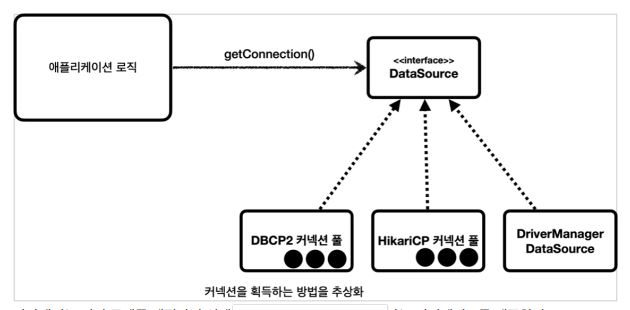 애플리케이션 로직
getConnection()
<<interface>>
DataSource
DBCP2 커넥션 풀
HikariCP 커넥션 풀
DriverManager
DataSource
커넥션을 획득하는 방법을 추상화